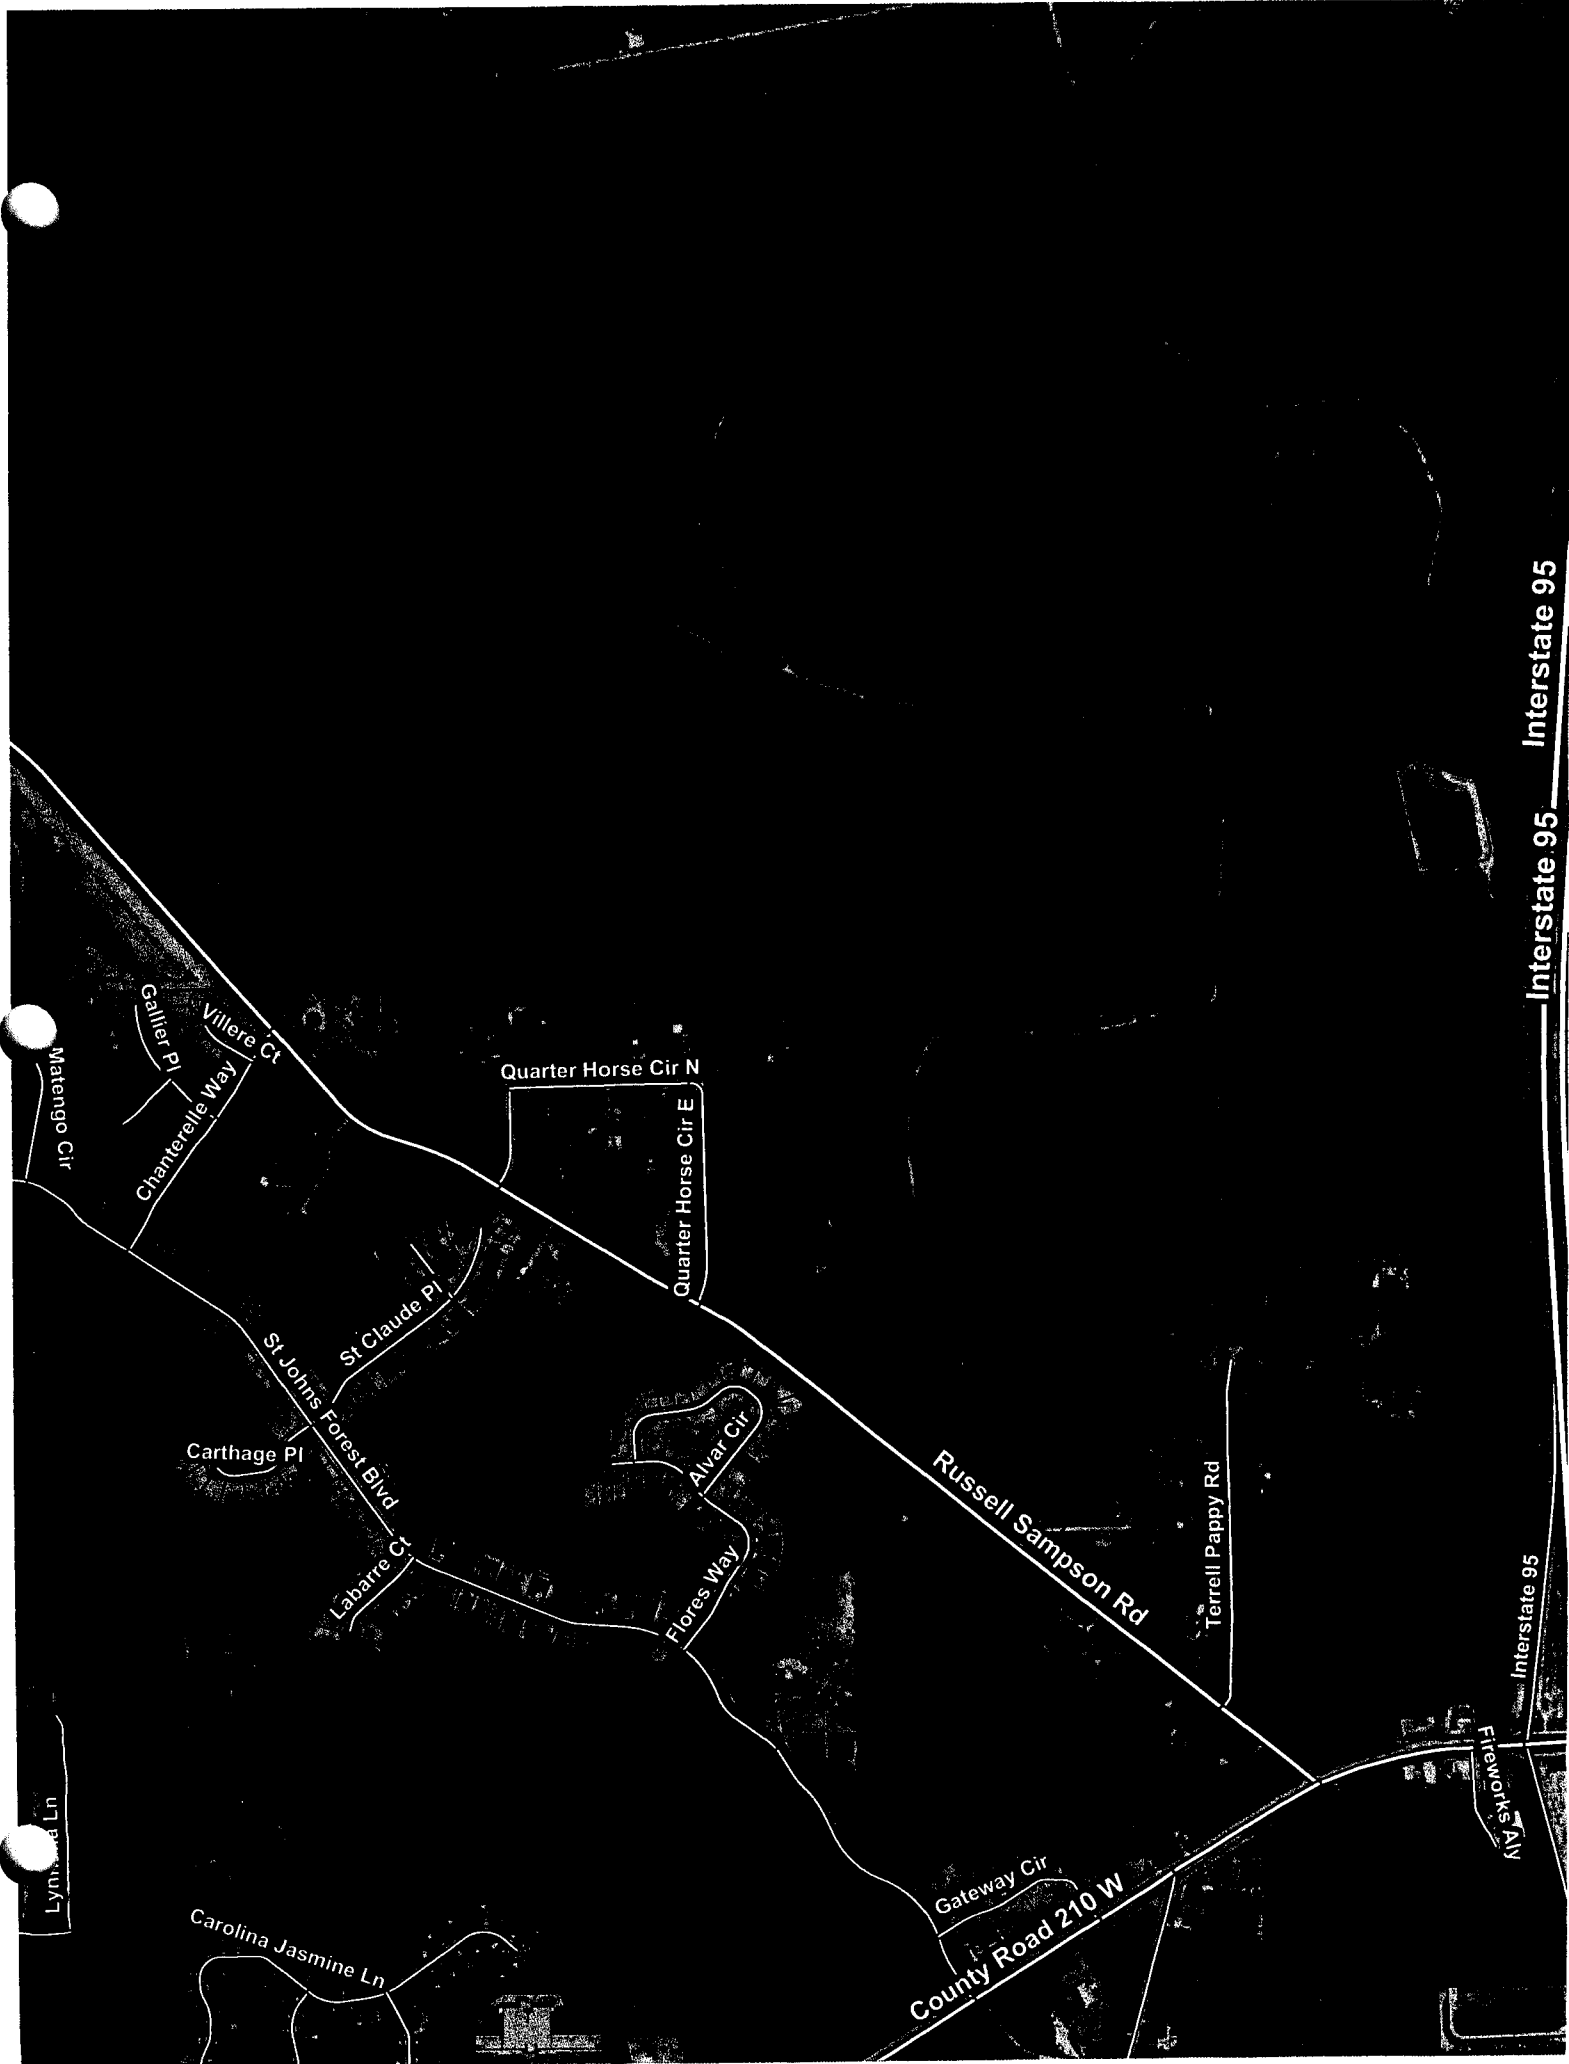 Interstate 95
Interstate 95
Gallier Pl
Villere Ct
Matengo Cir
Chanterelle Way
Quarter Horse Cir N
Quarter Horse Cir E
St Claude Pl
St Johns Forest Blvd
Carthage Pl
Alvar Cir
Labarre Ct
Flores Way
Russell Sampson Rd
Terrell Pappy Rd
Interstate 95
Fireworks Aly
Ln
Gateway Cir
County Road 210 W
Carolina Jasmine Ln